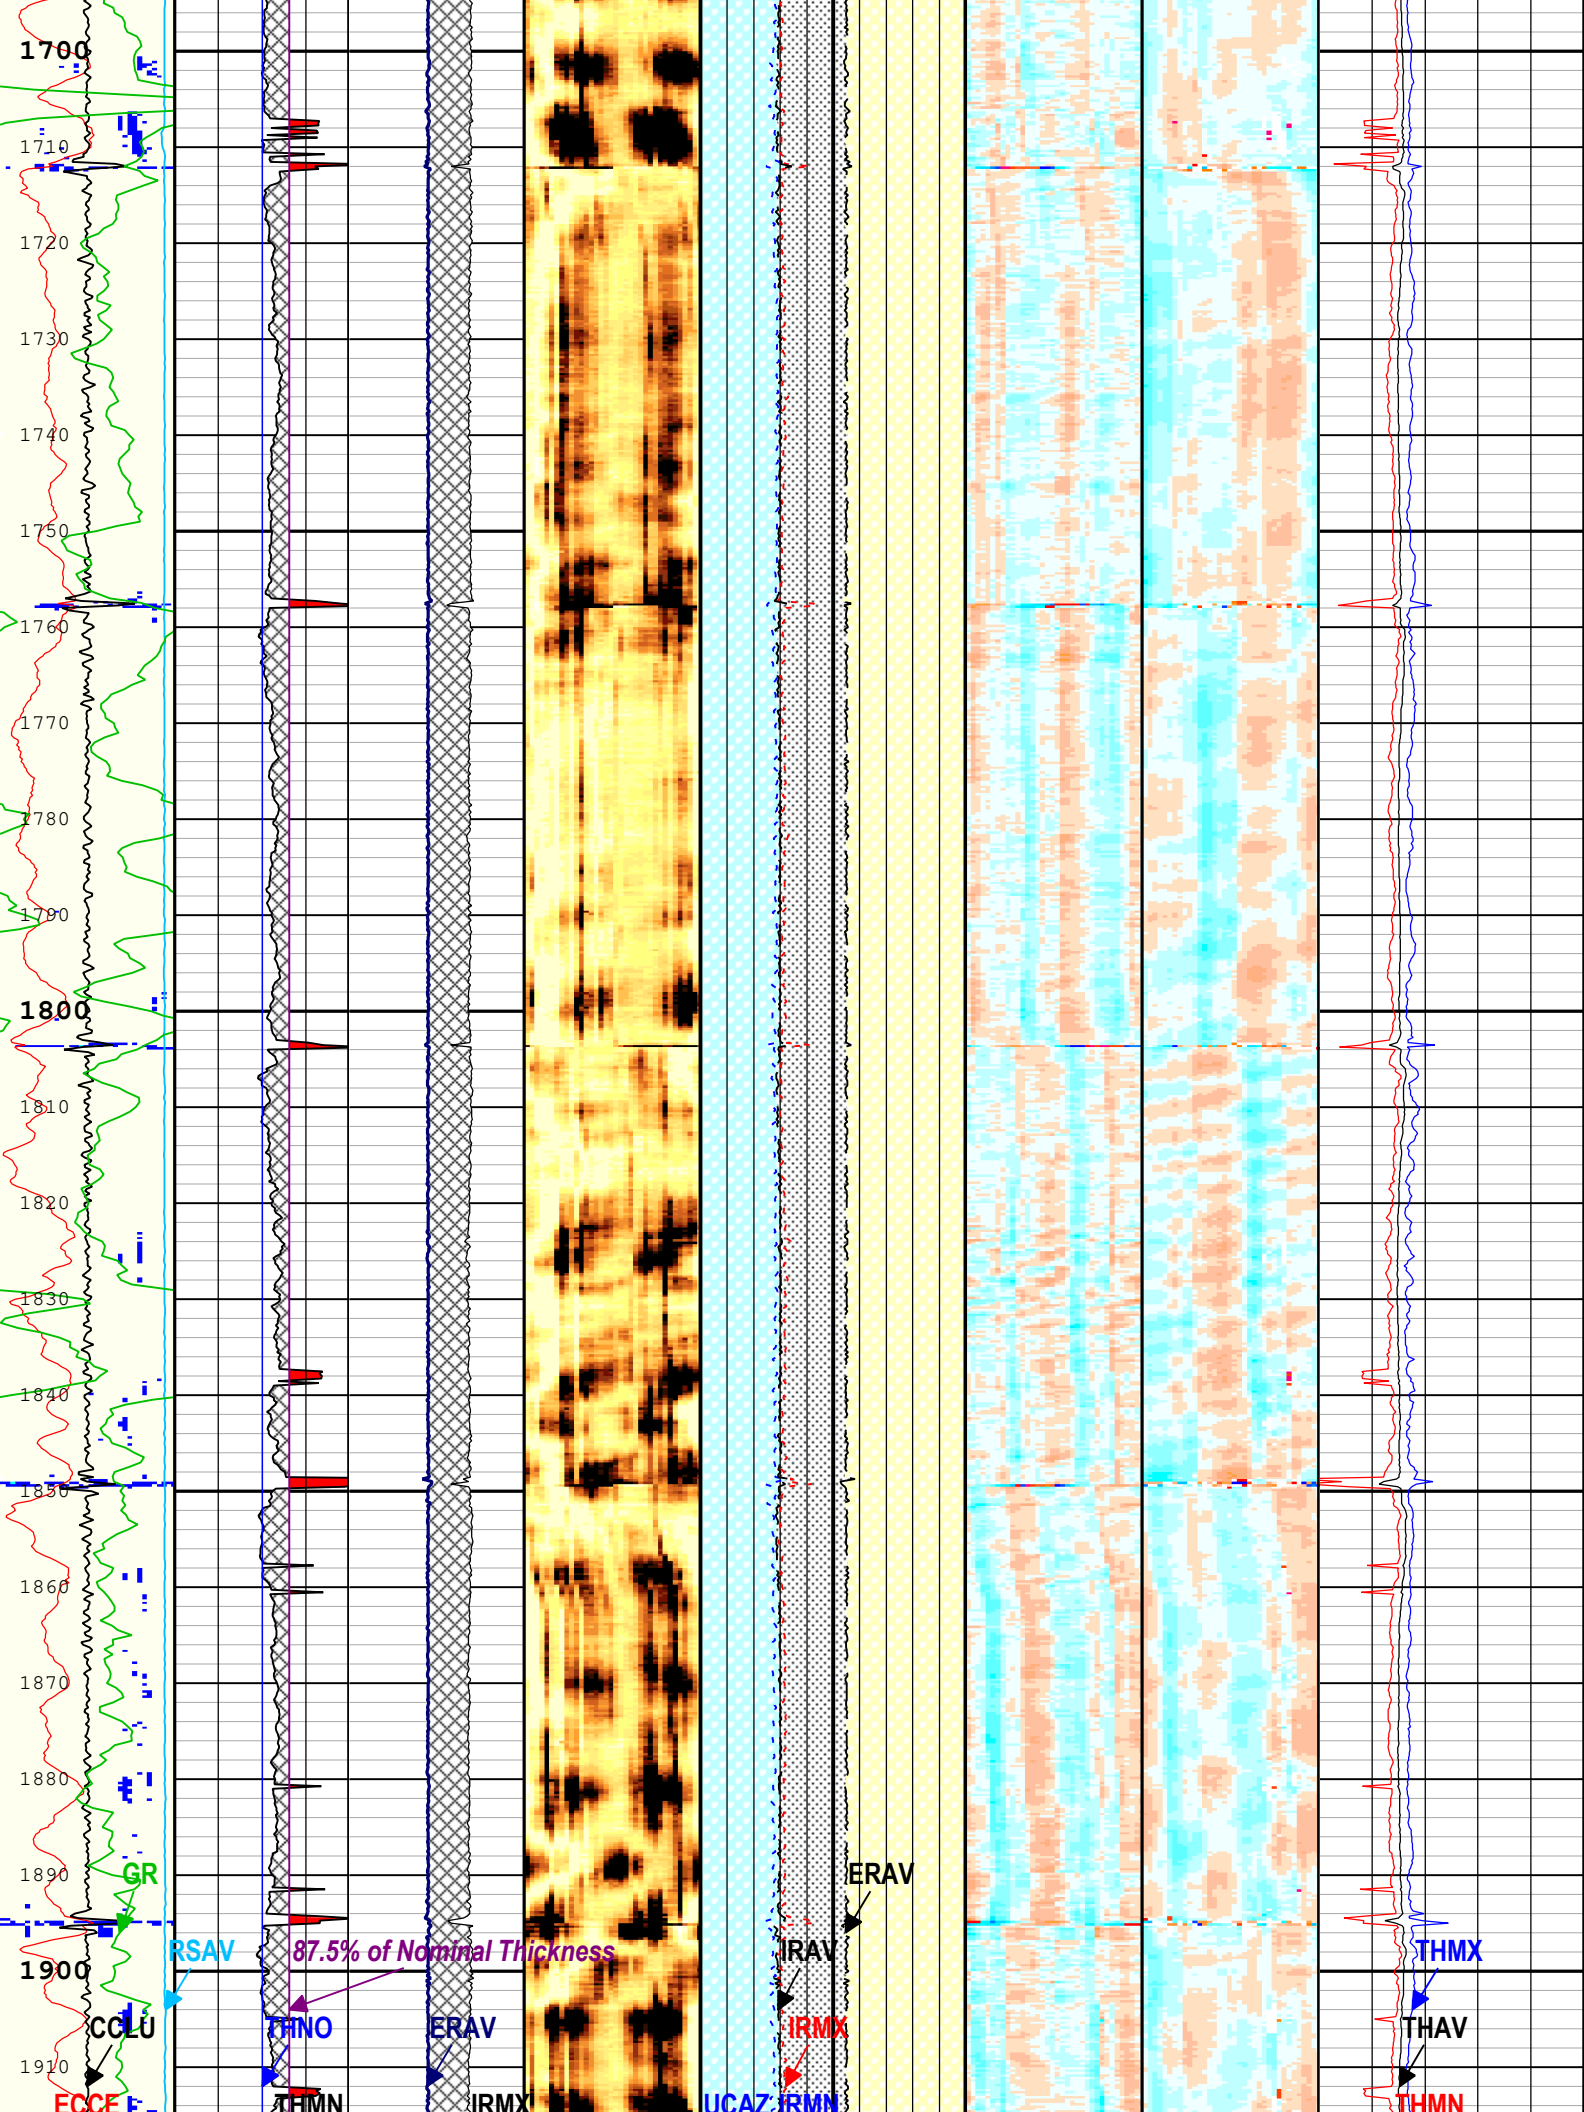 1700
1710
1720
1730
1740
1750
1760
1770
1780
1790
1800
1810
1820
1830
1840
1850
1860
1870
1880
1890
GR
ERAV
RSAV
87.5% of Nominal Thickness
IRAV
THMX
1900
CCLU
THNO
ERAV
IRMX
THAV
1910
ECCE
THMN
IRMX
UCAZ
IRMN
THMN